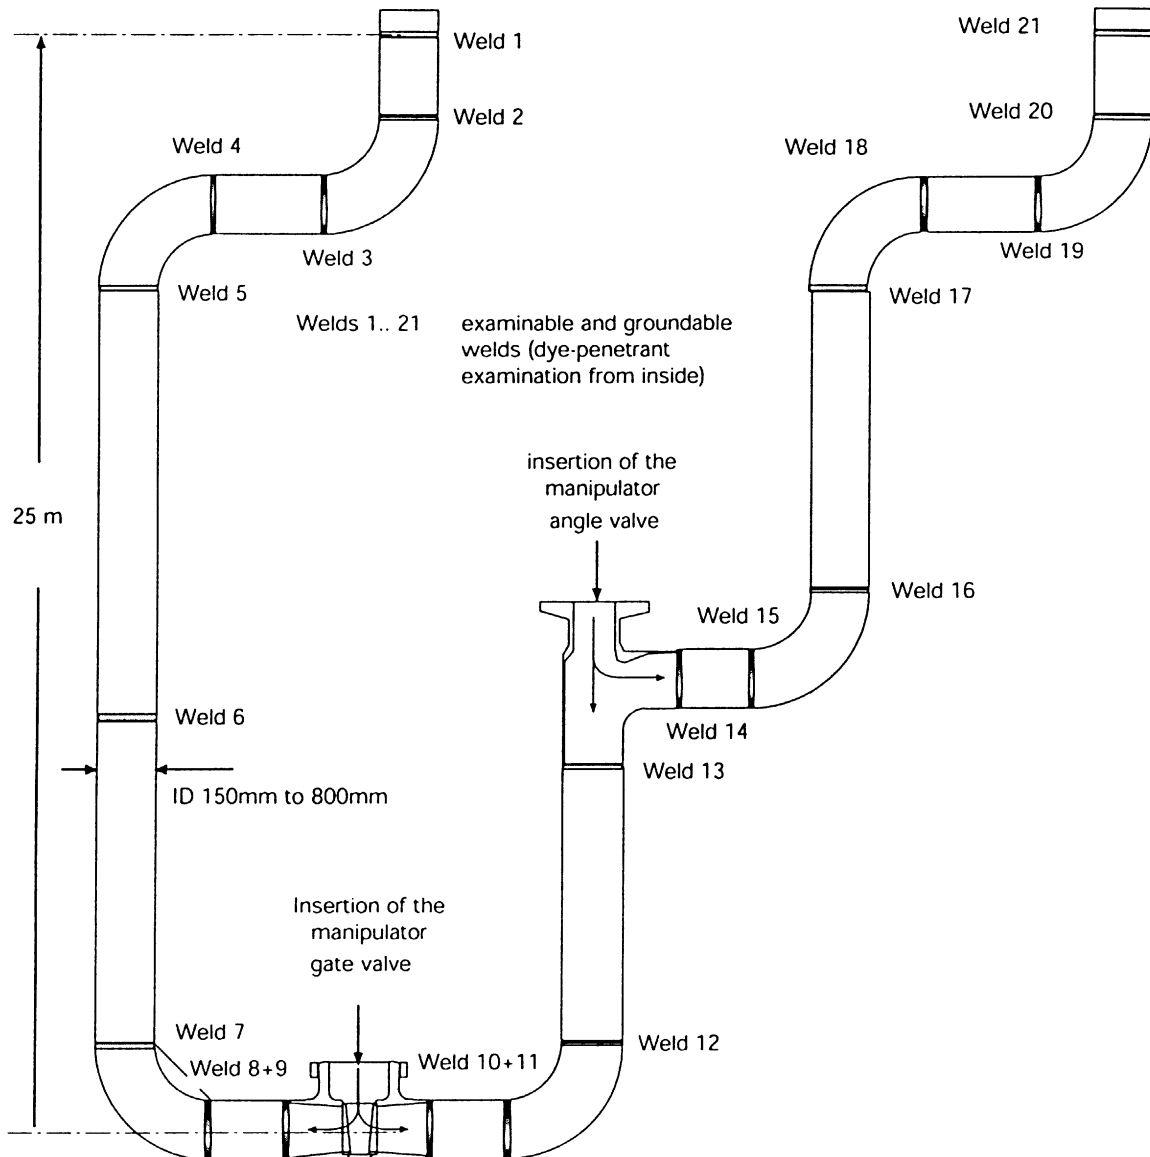 Weld 1
Weld 21
Weld 2
Weld 20
Weld 4
Weld 18
Weld 3
Weld 19
Weld 5
Weld 17
Welds 1.. 21
examinable and groundable
welds (dye-penetrant
examination from inside)
insertion of the
manipulator
angle valve
25 m
Weld 16
Weld 15
Weld 6
Weld 14
Weld 13
ID 150mm to 800mm
Insertion of the
manipulator
gate valve
Weld 7
Weld 12
Weld 8+9
Weld 10+11